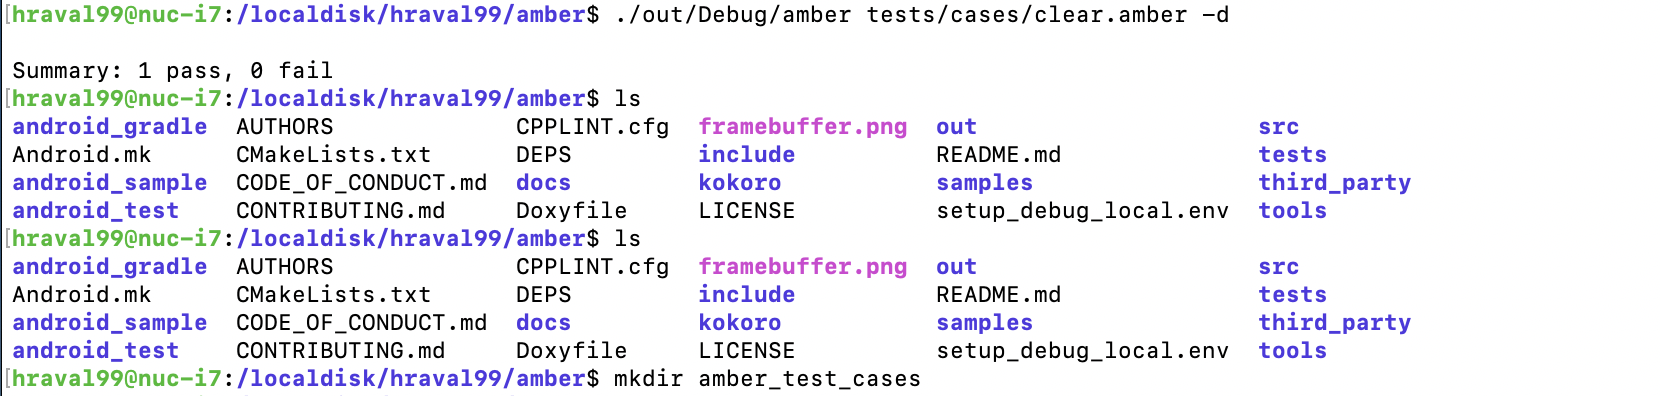 [hraval99@nuc-i7:/localdisk/hraval99/amber$ ./out/Debug/amber tests/cases/clear.amber -d
Summary: 1 pass, 0 fail
[hraval99@nuc-i7:/localdisk/hraval99/amber$ ls
android_gradle AUTHORS CPPLINT.cfg framebuffer.png out src
Android.mk CMakeLists.txt DEPS include README.md tests
android_sample CODE_OF_CONDUCT.md docs kokoro samples third_party
android_test CONTRIBUTING.md Doxyfile LICENSE setup_debug_local.env tools
[hraval99@nuc-i7:/localdisk/hraval99/amber$ ls
android_gradle AUTHORS CPPLINT.cfg framebuffer.png out src
Android.mk CMakeLists.txt DEPS include README.md tests
android_sample CODE_OF_CONDUCT.md docs kokoro samples third_party
android_test CONTRIBUTING.md Doxyfile LICENSE setup_debug_local.env tools
[hraval99@nuc-i7:/localdisk/hraval99/amber$ mkdir amber_test_cases